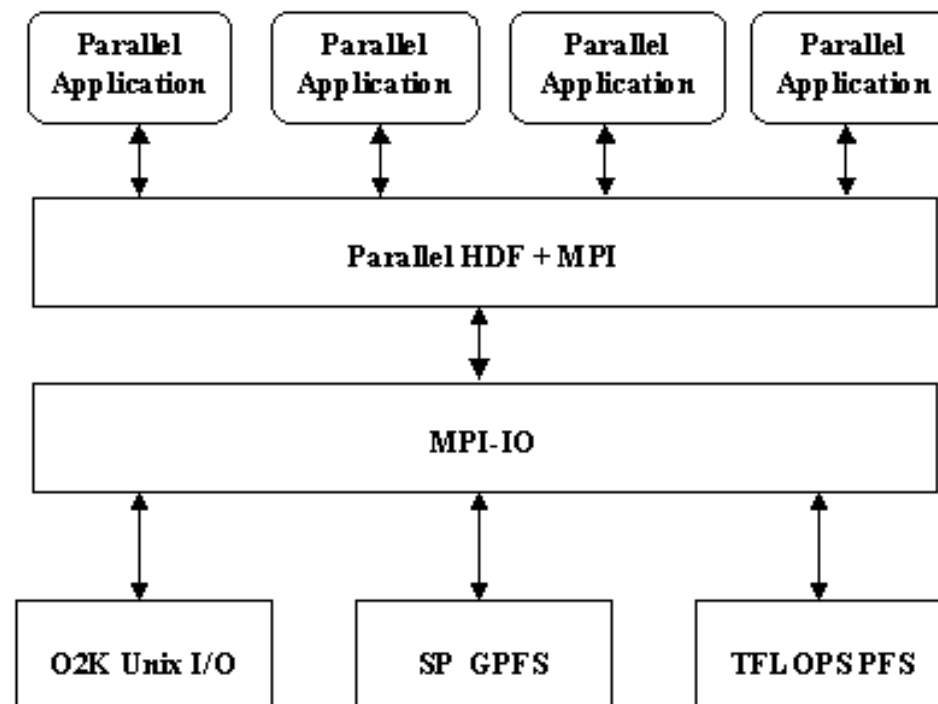 Parallel
Application
Parallel
Application
Parallel
Application
Parallel
Application
Parallel HDF + MPI
MPI-IO
O2K Unix I/O
SP GPFS
TFLOPS PFS